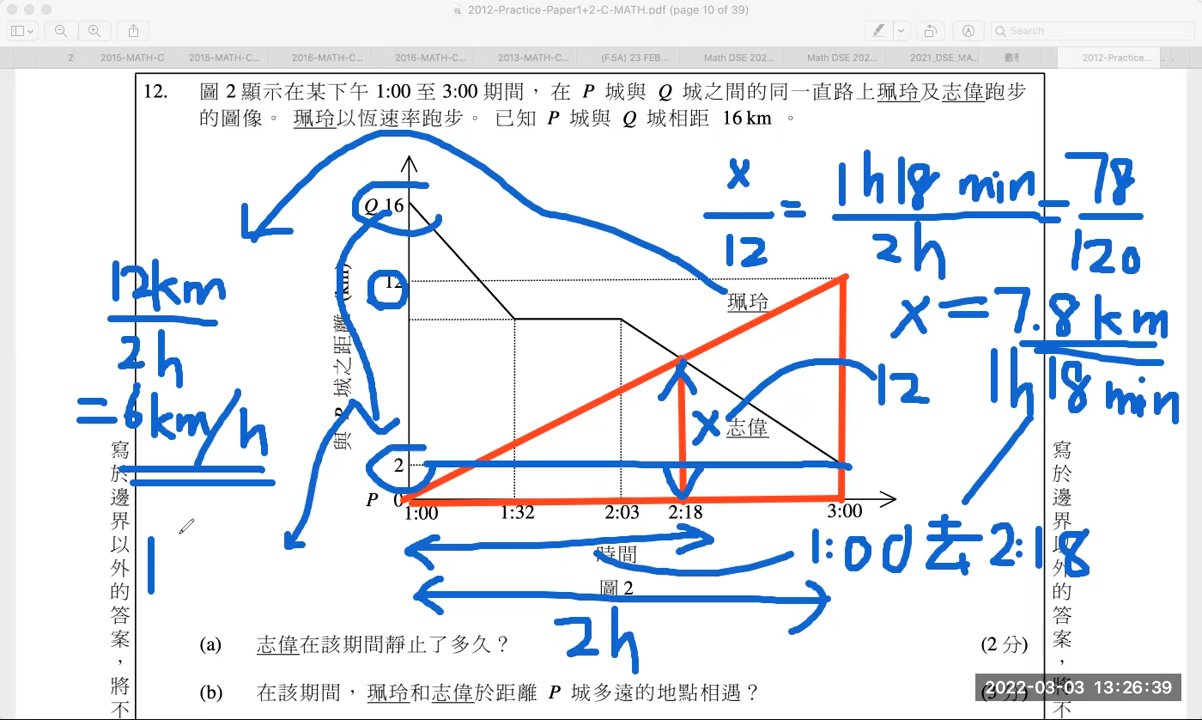 2012-Practice-Paper1+2-C-MATH.pdf (page 10 of 39)
Search
2
2015-MATH-C
2015-MATH-C...
2016-MATH-C...
2016-MATH-C...
2013-MATH-C...
(F.5A) 23 FEB...
Math DSE 202...
Math DSE 202...
2021_DSE_MA...
數學
2012-Practice...
12. 圖 2 顯示在某下午 1:00 至 3:00 期間，在 P 城與 Q 城之間的同一直路上珮玲及志偉跑步
的圖像。 珮玲以恆速率跑步。 已知 P 城與 Q 城相距 16 km 。
x/12 = 1h18 min/2h = 78/120
x = 7.8 km
1h 18 min
12km/2h
= 6km/h
1
Q 16
12
2
P 0
與 P 城之距離 (km)
珮玲
志偉
x
12
1:00 1:32 2:03 2:18 3:00
時間
1:00去2:18
圖 2
2h
(a) 志偉在該期間靜止了多久？ (2 分)
(b) 在該期間，珮玲和志偉於距離 P 城多遠的地點相遇？
寫於邊界以外的答案，將不
寫於邊界以外的答案，將不
2022-03-03 13:26:39